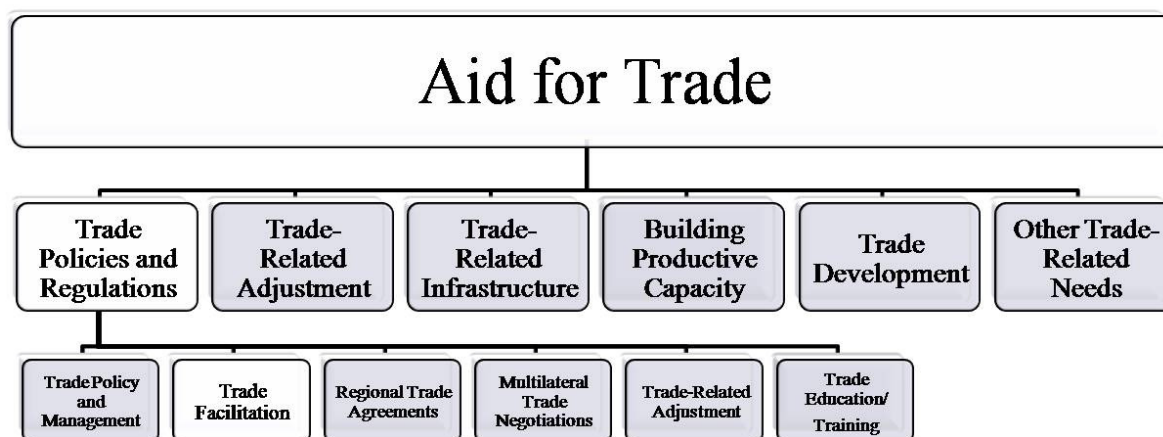 Aid for Trade
Trade
Policies and
Regulations
Trade-
Related
Adjustment
Trade-
Related
Infrastructure
Building
Productive
Capacity
Trade
Development
Other Trade-
Related
Needs
Trade Policy
and
Management
Trade
Facilitation
Regional Trade
Agreements
Multilateral
Trade
Negotiations
Trade-Related
Adjustment
Trade
Education/
Training